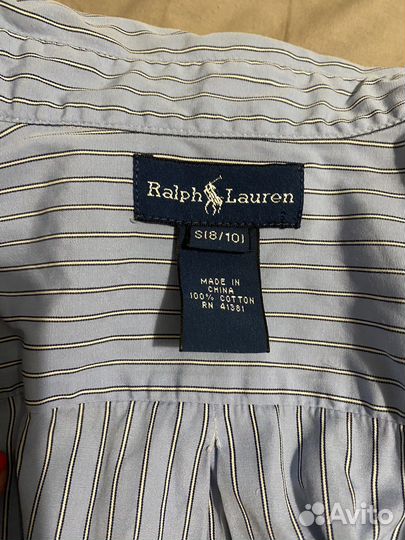 Ralph Lauren
S(8/10)
MADE IN
CHINA
100% COTTON
RN 41381
Avito